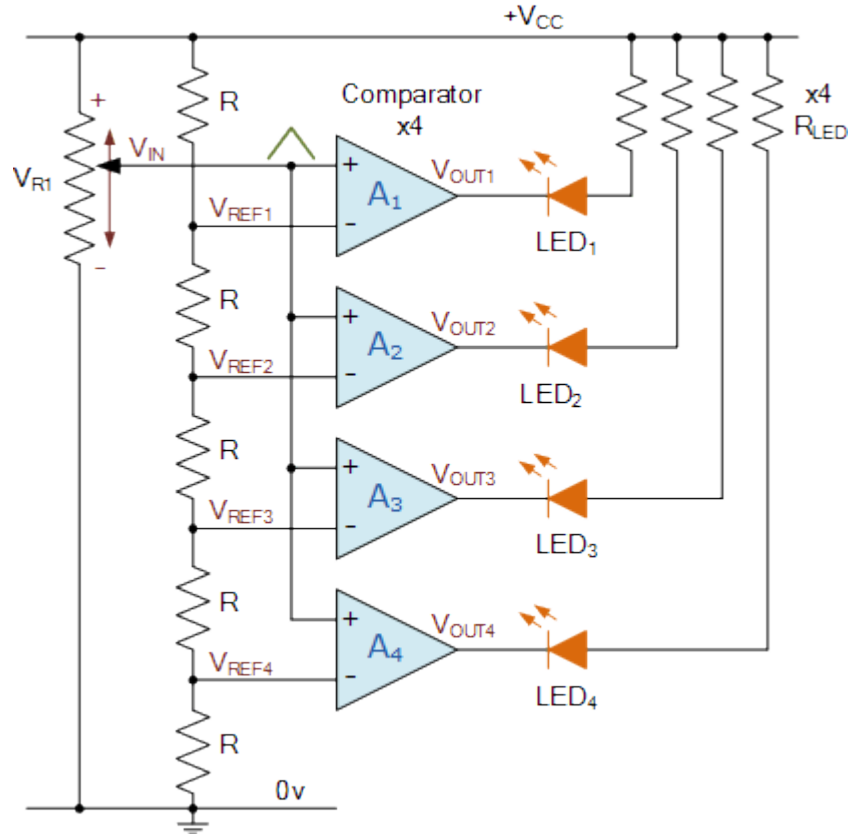 +VCC
R
Comparator
x4
x4
RLED
+
VIN
VR1
-
VREF1
+
-
A1
VOUT1
LED1
R
VREF2
+
-
A2
VOUT2
LED2
R
VREF3
+
-
A3
VOUT3
LED3
R
VREF4
+
-
A4
VOUT4
LED4
R
0v